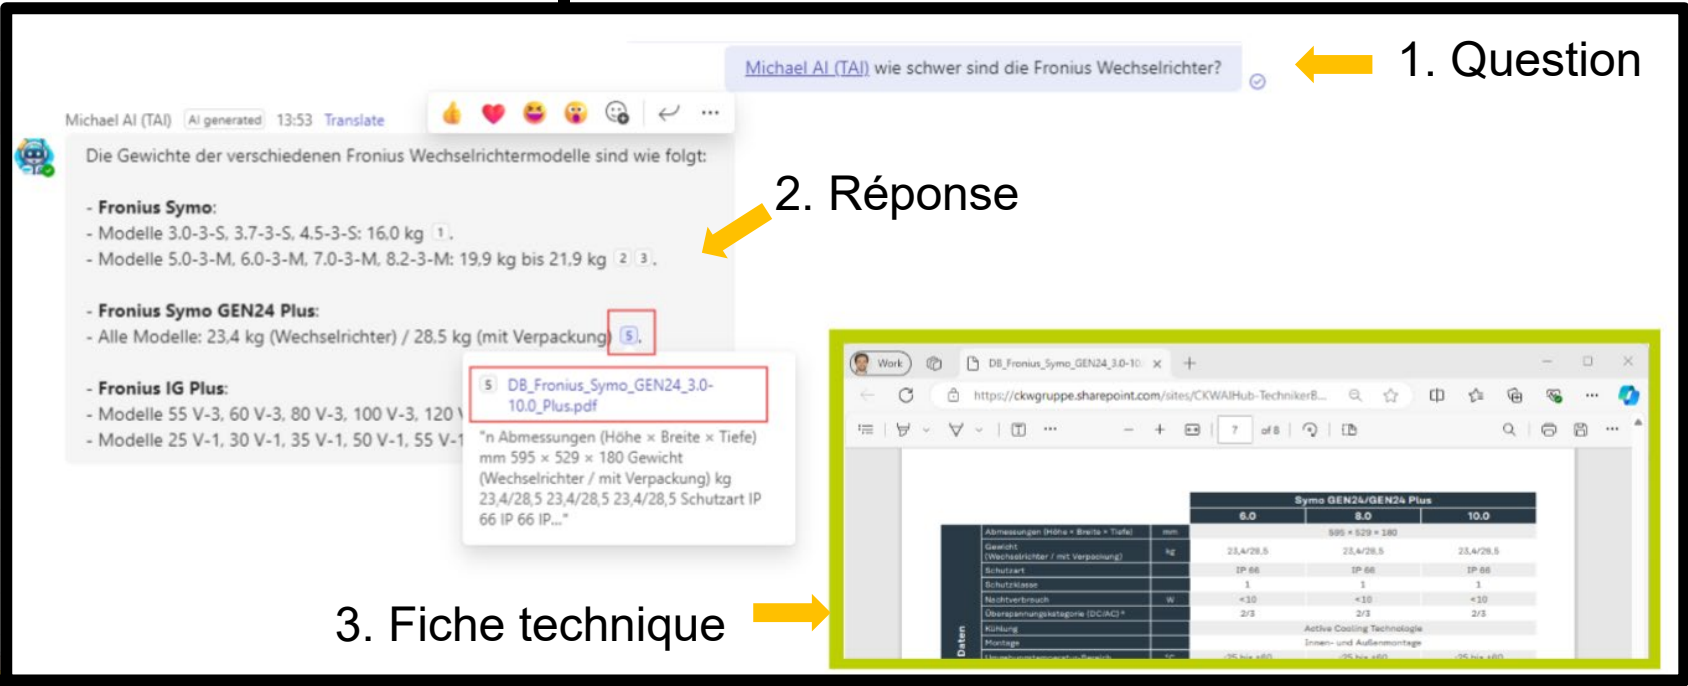 Michael AI (TAI) wie schwer sind die Fronius Wechselrichter?
1. Question
Michael AI (TAI) AI generated 13:53 Translate
Die Gewichte der verschiedenen Fronius Wechselrichtermodelle sind wie folgt:
- Fronius Symo:
- Modelle 3.0-3-S, 3.7-3-S, 4.5-3-S: 16,0 kg 1.
- Modelle 5.0-3-M, 6.0-3-M, 7.0-3-M, 8.2-3-M: 19,9 kg bis 21,9 kg 2 3.
- Fronius Symo GEN24 Plus:
- Alle Modelle: 23,4 kg (Wechselrichter) / 28.5 kg (mit Verpackung) 5.
- Fronius IG Plus:
- Modelle 55 V-3, 60 V-3, 80 V-3, 100 V-3, 120 V
- Modelle 25 V-1, 30 V-1, 35 V-1, 50 V-1, 55 V-1
5 DB_Fronius_Symo_GEN24_3.0-
10.0_Plus.pdf
"n Abmessungen (Höhe × Breite × Tiefe)
mm 595 × 529 × 180 Gewicht
(Wechselrichter / mit Verpackung) kg
23,4/28,5 23,4/28,5 23,4/28,5 Schutzart IP
66 IP 66 IP..."
2. Réponse
Work DB_Fronius_Symo_GEN24_3.0-10.
https://ckwgruppe.sharepoint.com/sites/CKWAIHub-TechnikerB...
7 of 8
Symo GEN24/GEN24 Plus
6.0 8.0 10.0
Abmessungen (Höhe × Breite × Tiefe) mm 595 × 529 × 180
Gewicht
(Wechselrichter / mit Verpackung) kg 23,4/28,5 23,4/28,5 23,4/28,5
Schutzart IP 66 IP 66 IP 66
Schutzklasse 1 1 1
Nachtverbrauch W <10 <10 <10
Überspannungskategorie (DC/AC) 2/3 2/3 2/3
Kühlung Active Cooling Technologie
Montage Innen- und Außenmontage
Umgebungstemperatur-Bereich °C -25 bis +60 -25 bis +60 -25 bis +60
Daten
3. Fiche technique